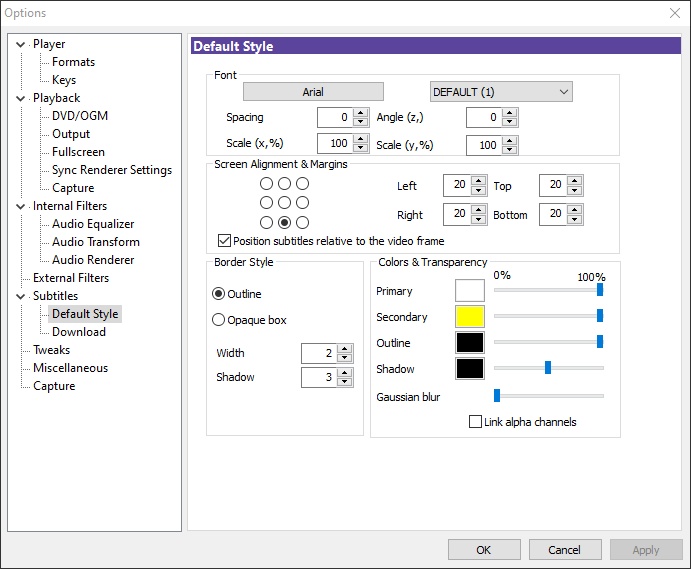 Options
Player
Formats
Keys
Playback
DVD/OGM
Output
Fullscreen
Sync Renderer Settings
Capture
Internal Filters
Audio Equalizer
Audio Transform
Audio Renderer
External Filters
Subtitles
Default Style
Download
Tweaks
Miscellaneous
Capture
Default Style
Font
Arial DEFAULT (1)
Spacing 0 Angle (z,) 0
Scale (x,%) 100 Scale (y,%) 100
Screen Alignment & Margins
Left 20 Top 20
Right 20 Bottom 20
Position subtitles relative to the video frame
Border Style
Outline
Opaque box
Width 2
Shadow 3
Colors & Transparency
0% 100%
Primary
Secondary
Outline
Shadow
Gaussian blur
Link alpha channels
OK Cancel Apply